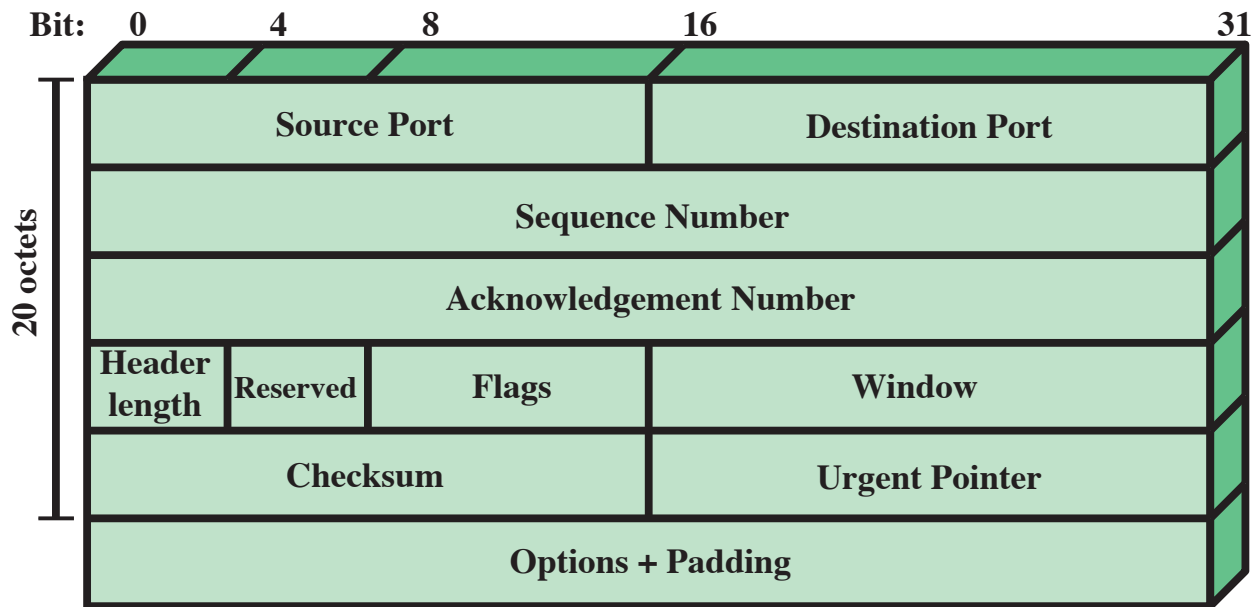 Bit: 0 4 8 16 31
Source Port
Destination Port
Sequence Number
Acknowledgement Number
Header
length
Reserved
Flags
Window
Checksum
Urgent Pointer
Options + Padding
20 octets